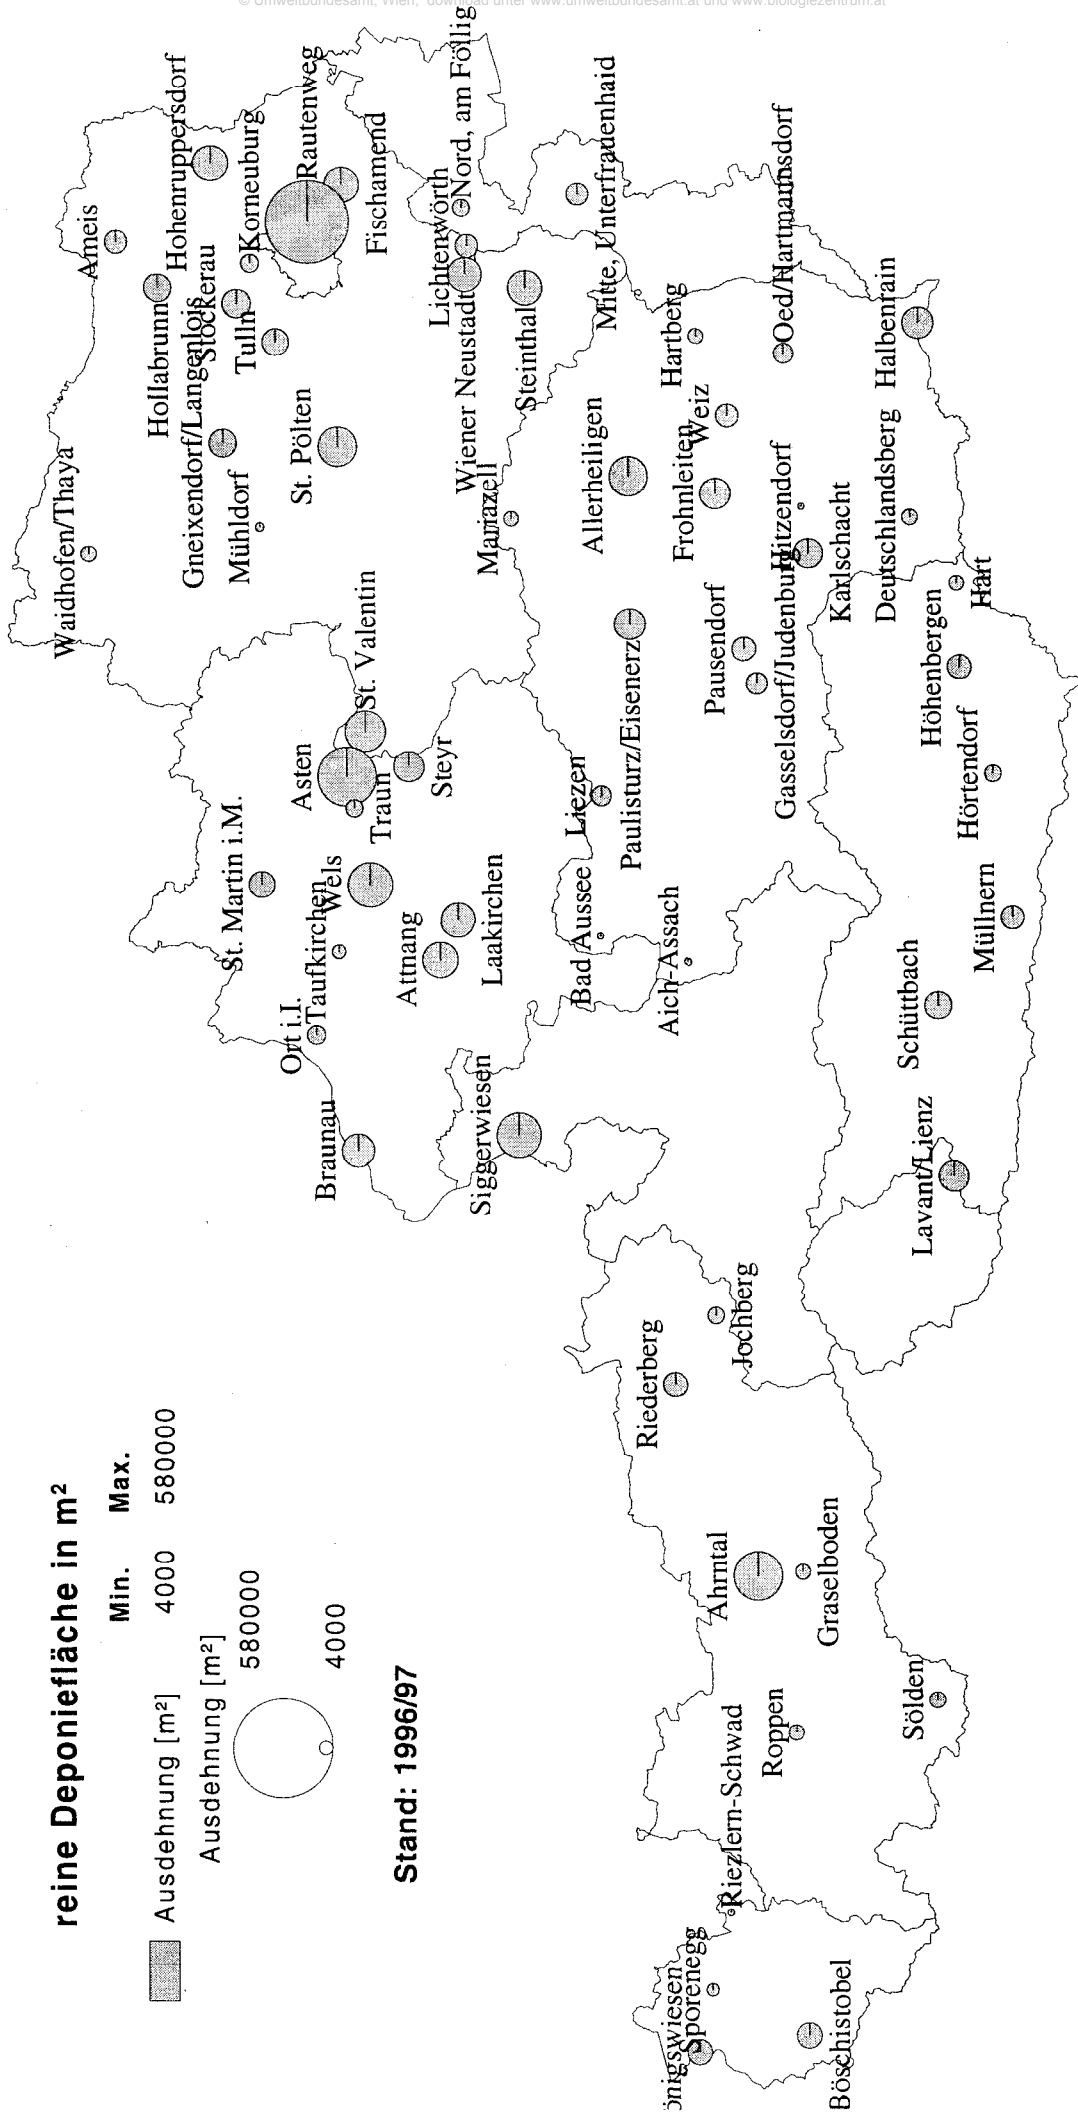 © Umweltbundesamt, Wien, download unter www.umweltbundesamt.at und www.biologiezentrum.at
reine Deponiefläche in m²
Min. Max.
Ausdehnung [m²] 4000 580000
Ausdehnung [m²]
580000
4000
Stand: 1996/97
Waidhofen/Thaya
Ameis
Hollabrunn
Hohenruppersdorf
Gneixendorf/Langenlois
Stockerau
Korneuburg
Mühldorf
Tulln
Rautenweg
St. Pölten
Fischamend
St. Martin i.M.
Asten
St. Valentin
Traun
Steyr
Ort i.I.
Taufkirchen
Wels
Braunau
Attnang
Laakirchen
Siggerwiesen
Lichtenwörth
Nord, am Föllig
Wiener Neustadt
Mariazell
Steinthal
Mitte, Unterfrauenhaid
Bad Aussee
Liezen
Allerheiligen
Paulisturz/Eisenerz
Aich-Assach
Frohnleiten
Hartberg
Weiz
Pausendorf
Gasselsdorf/Judenburg
Hitzendorf
Oed/Hartmannsdorf
Karlschacht
Deutschlandsberg
Halbenrain
Riederberg
Jochberg
Ahrntal
Graselboden
Riezlern-Schwad
Roppen
Sölden
Lavant/Lienz
Schüttbach
Müllnern
Hörtendorf
Höhenbergen
Hart
önigswiesen
Sporenegg
Böschistobel